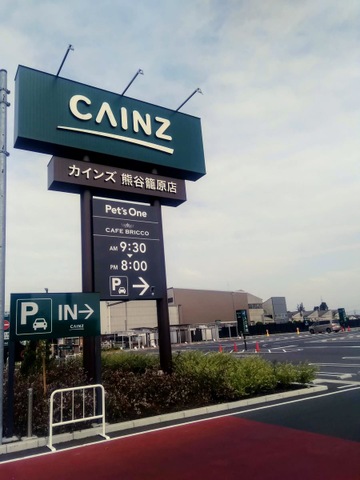 CAINZ
カインズ 熊谷籠原店
Pet's One
CAFE BRICCO
AM 9:30
PM 8:00
P →
P IN→
CAINZ